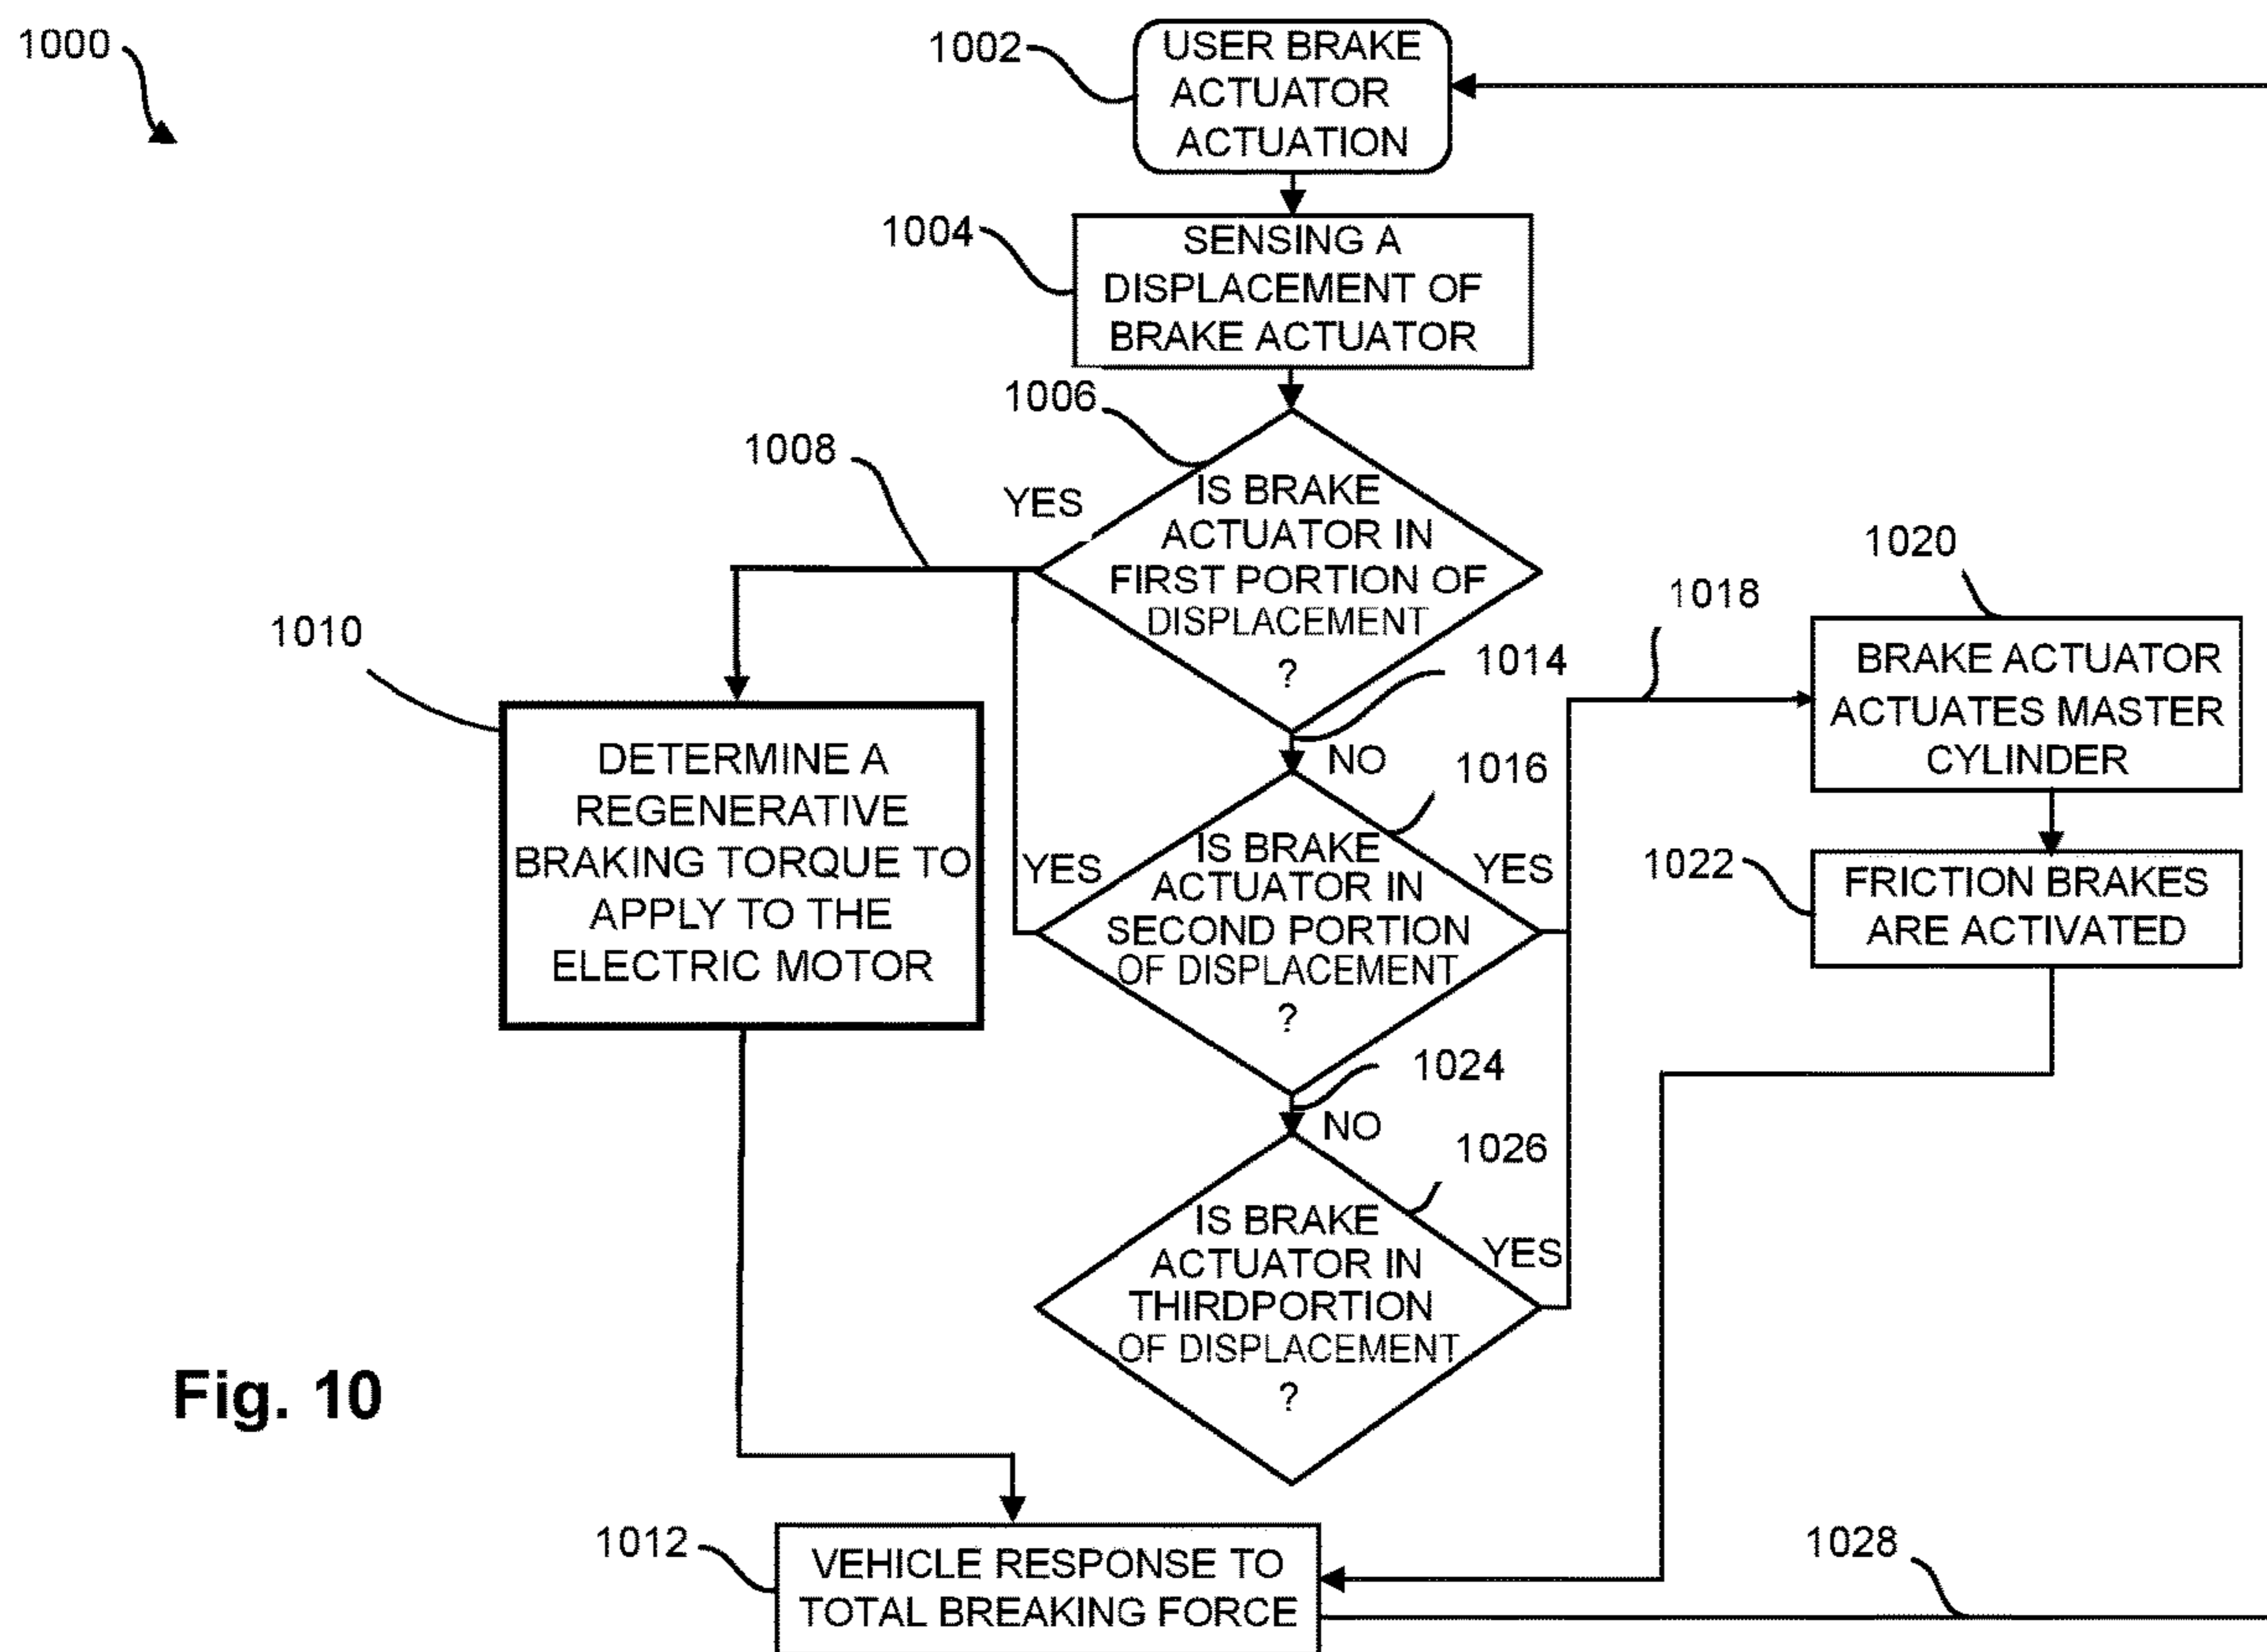 1000
1002
USER BRAKE
ACTUATOR
ACTUATION
1004
SENSING A
DISPLACEMENT OF
BRAKE ACTUATOR
1006
1008
YES
IS BRAKE
ACTUATOR IN
FIRST PORTION OF
DISPLACEMENT
?
1010
DETERMINE A
REGENERATIVE
BRAKING TORQUE TO
APPLY TO THE
ELECTRIC MOTOR
1014
NO
1016
YES
IS BRAKE
ACTUATOR IN
SECOND PORTION
OF DISPLACEMENT
?
YES
1018
1020
BRAKE ACTUATOR
ACTUATES MASTER
CYLINDER
1022
FRICTION BRAKES
ARE ACTIVATED
1024
NO
1026
IS BRAKE
ACTUATOR IN
THIRDPORTION
OF DISPLACEMENT
?
YES
Fig. 10
1012
VEHICLE RESPONSE TO
TOTAL BREAKING FORCE
1028